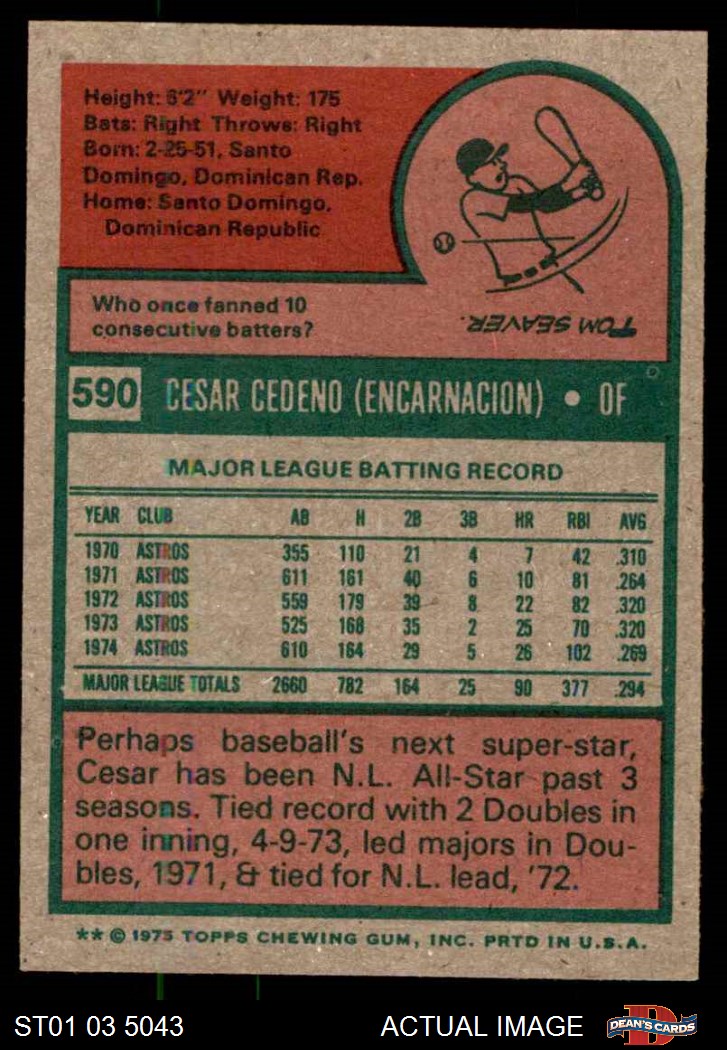 Height: 6'2" Weight: 175
Bats: Right Throws: Right
Born: 2-25-51, Santo
Domingo, Dominican Rep.
Home: Santo Domingo,
Dominican Republic
Who once fanned 10
consecutive batters?
TOM SEAVER.
590 CESAR CEDENO (ENCARNACION) • OF
MAJOR LEAGUE BATTING RECORD
YEAR CLUB AB H 2B 3B HR RBI AVG
1970 ASTROS 355 110 21 4 7 42 .310
1971 ASTROS 611 161 40 6 10 81 .264
1972 ASTROS 559 179 39 8 22 82 .320
1973 ASTROS 525 168 35 2 25 70 .320
1974 ASTROS 610 164 29 5 26 102 .269
MAJOR LEAGUE TOTALS 2660 782 164 25 90 377 .294
Perhaps baseball's next super-star,
Cesar has been N.L. All-Star past 3
seasons. Tied record with 2 Doubles in
one inning, 4-9-73, led majors in Dou-
bles, 1971, & tied for N.L. lead, '72.
** © 1975 TOPPS CHEWING GUM, INC. PRTD IN U.S.A.
ST01 03 5043 ACTUAL IMAGE D DEAN'S CARDS